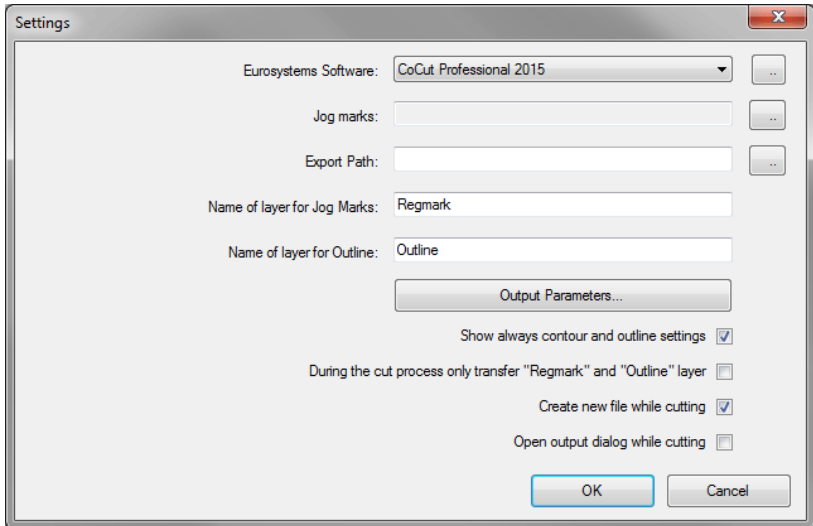 Settings
Eurosystems Software: CoCut Professional 2015 ..
Jog marks: ..
Export Path: ..
Name of layer for Jog Marks: Regmark
Name of layer for Outline: Outline
Output Parameters...
Show always contour and outline settings
During the cut process only transfer "Regmark" and "Outline" layer
Create new file while cutting
Open output dialog while cutting
OK Cancel